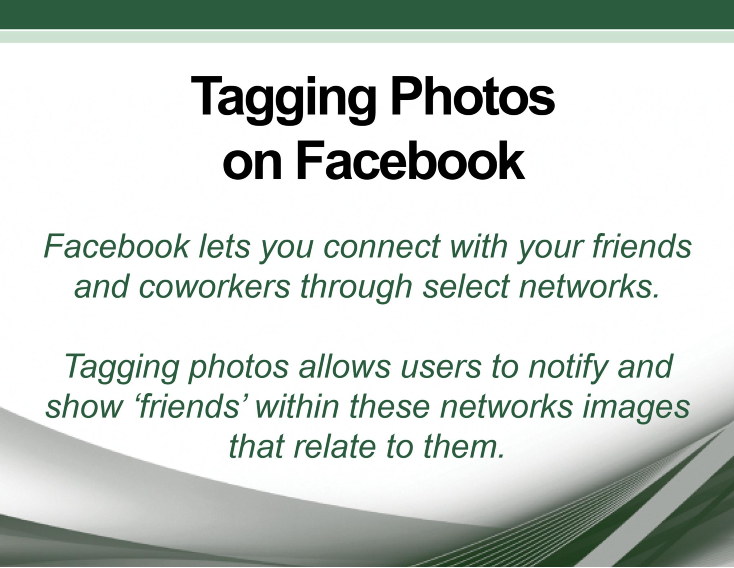 Tagging Photos
on Facebook
Facebook lets you connect with your friends
and coworkers through select networks.
Tagging photos allows users to notify and
show ‘friends’ within these networks images
that relate to them.